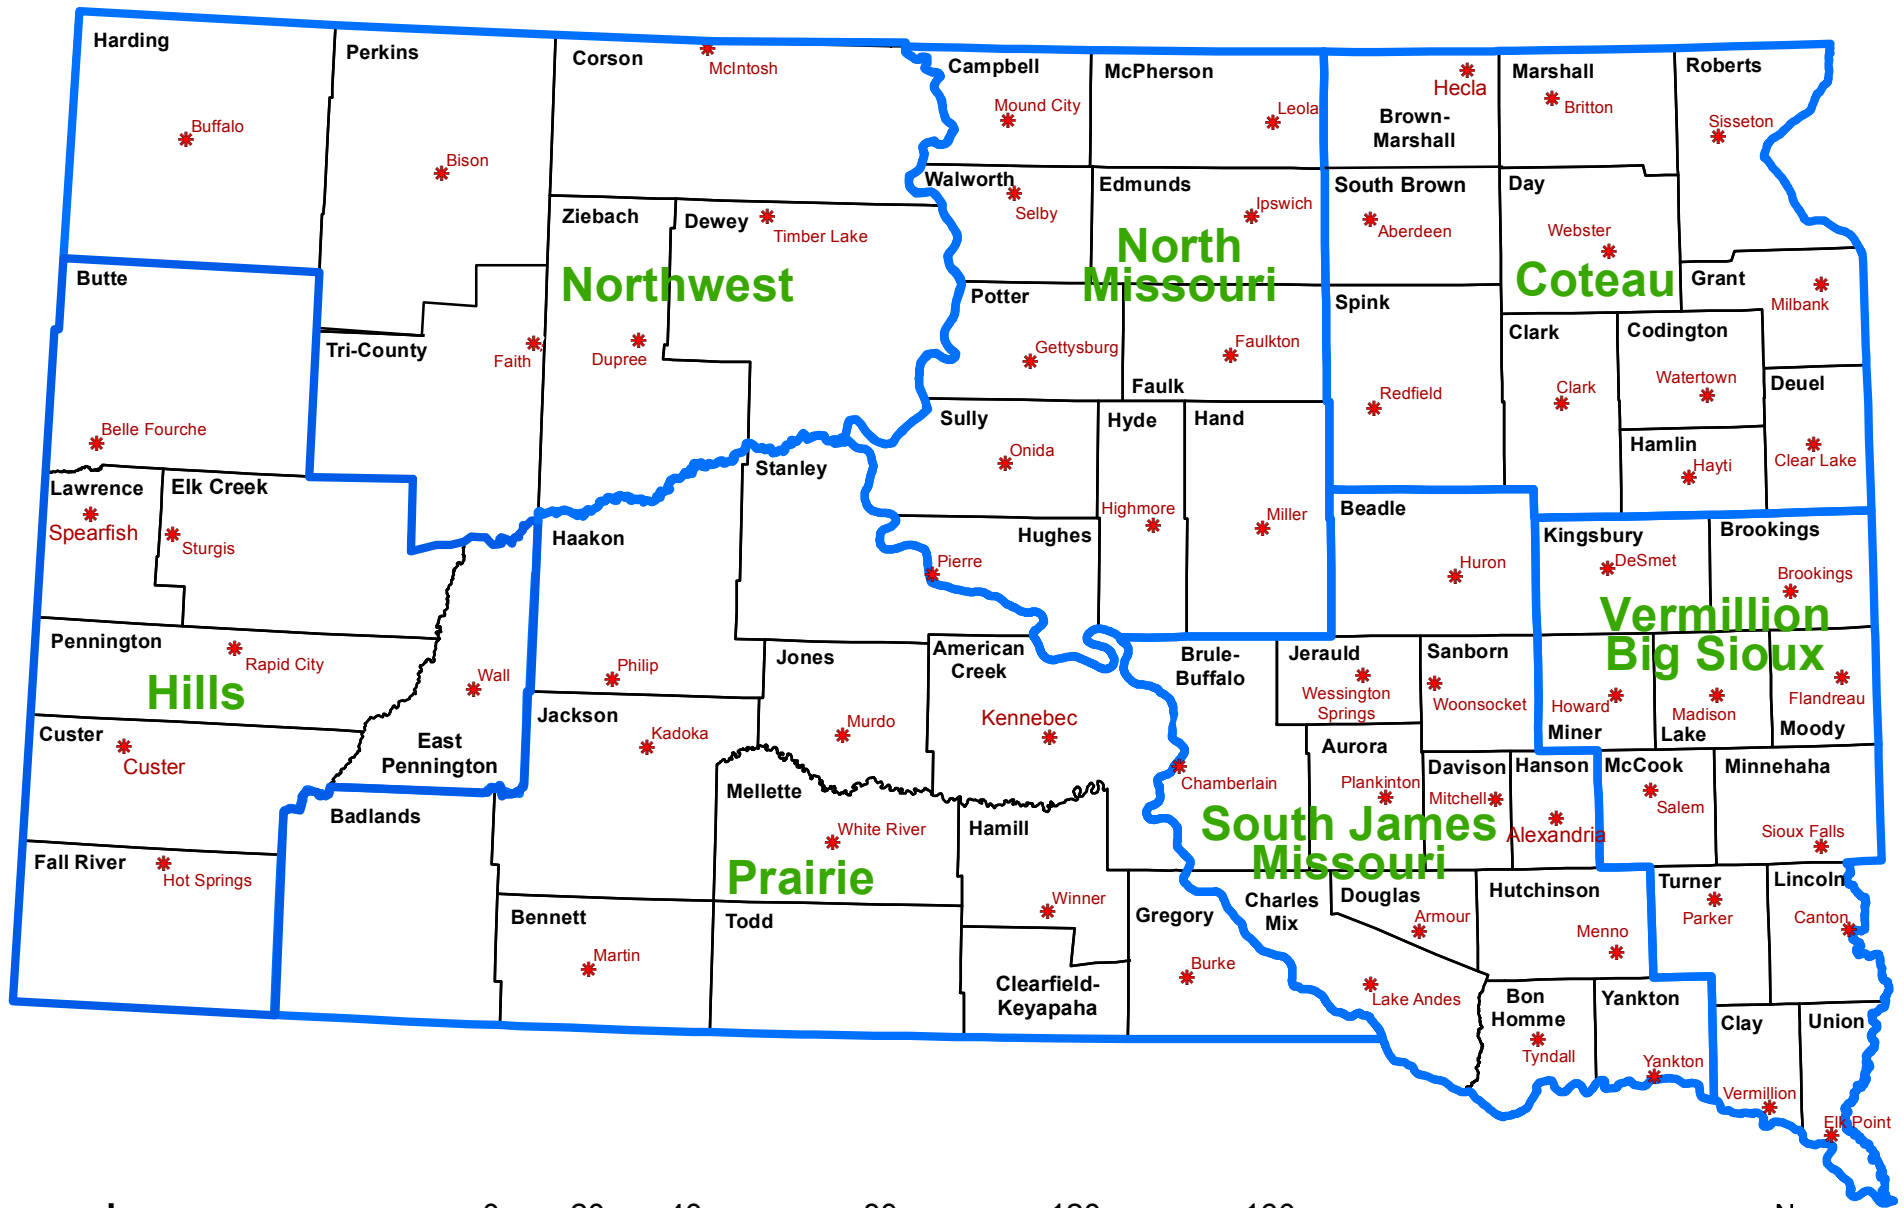 Harding
Perkins
Corson
McIntosh
Campbell
Mound City
McPherson
Leola
Hecla
Brown-
Marshall
Marshall
Britton
Roberts
Sisseton
Buffalo
Bison
Walworth
Selby
Edmunds
Ipswich
South Brown
Aberdeen
Day
Webster
Ziebach
Dewey
Timber Lake
Northwest
North
Missouri
Coteau
Butte
Grant
Milbank
Potter
Gettysburg
Faulkton
Faulk
Spink
Redfield
Clark
Clark
Codington
Watertown
Deuel
Clear Lake
Tri-County
Faith
Dupree
Belle Fourche
Sully
Onida
Hyde
Highmore
Hand
Miller
Hamlin
Hayti
Lawrence
Spearfish
Elk Creek
Sturgis
Stanley
Haakon
Philip
Hughes
Pierre
Beadle
Huron
Kingsbury
DeSmet
Brookings
Brookings
Vermillion
Big Sioux
Pennington
Rapid City
Hills
Wall
East
Pennington
Jones
Murdo
American
Creek
Kennebec
Brule-
Buffalo
Chamberlain
Jerauld
Wessington
Springs
Sanborn
Woonsocket
Howard
Miner
Madison
Lake
Flandreau
Moody
Custer
Custer
Jackson
Kadoka
Aurora
Plankinton
Davison
Mitchell
Hanson
Alexandria
McCook
Salem
Minnehaha
Sioux Falls
South James
Missouri
Badlands
Mellette
White River
Prairie
Hamill
Winner
Fall River
Hot Springs
Bennett
Martin
Todd
Clearfield-
Keyapaha
Gregory
Burke
Charles
Mix
Lake Andes
Douglas
Armour
Hutchinson
Menno
Turner
Parker
Lincoln
Canton
Bon
Homme
Tyndall
Yankton
Yankton
Clay
Vermillion
Union
Elk Point